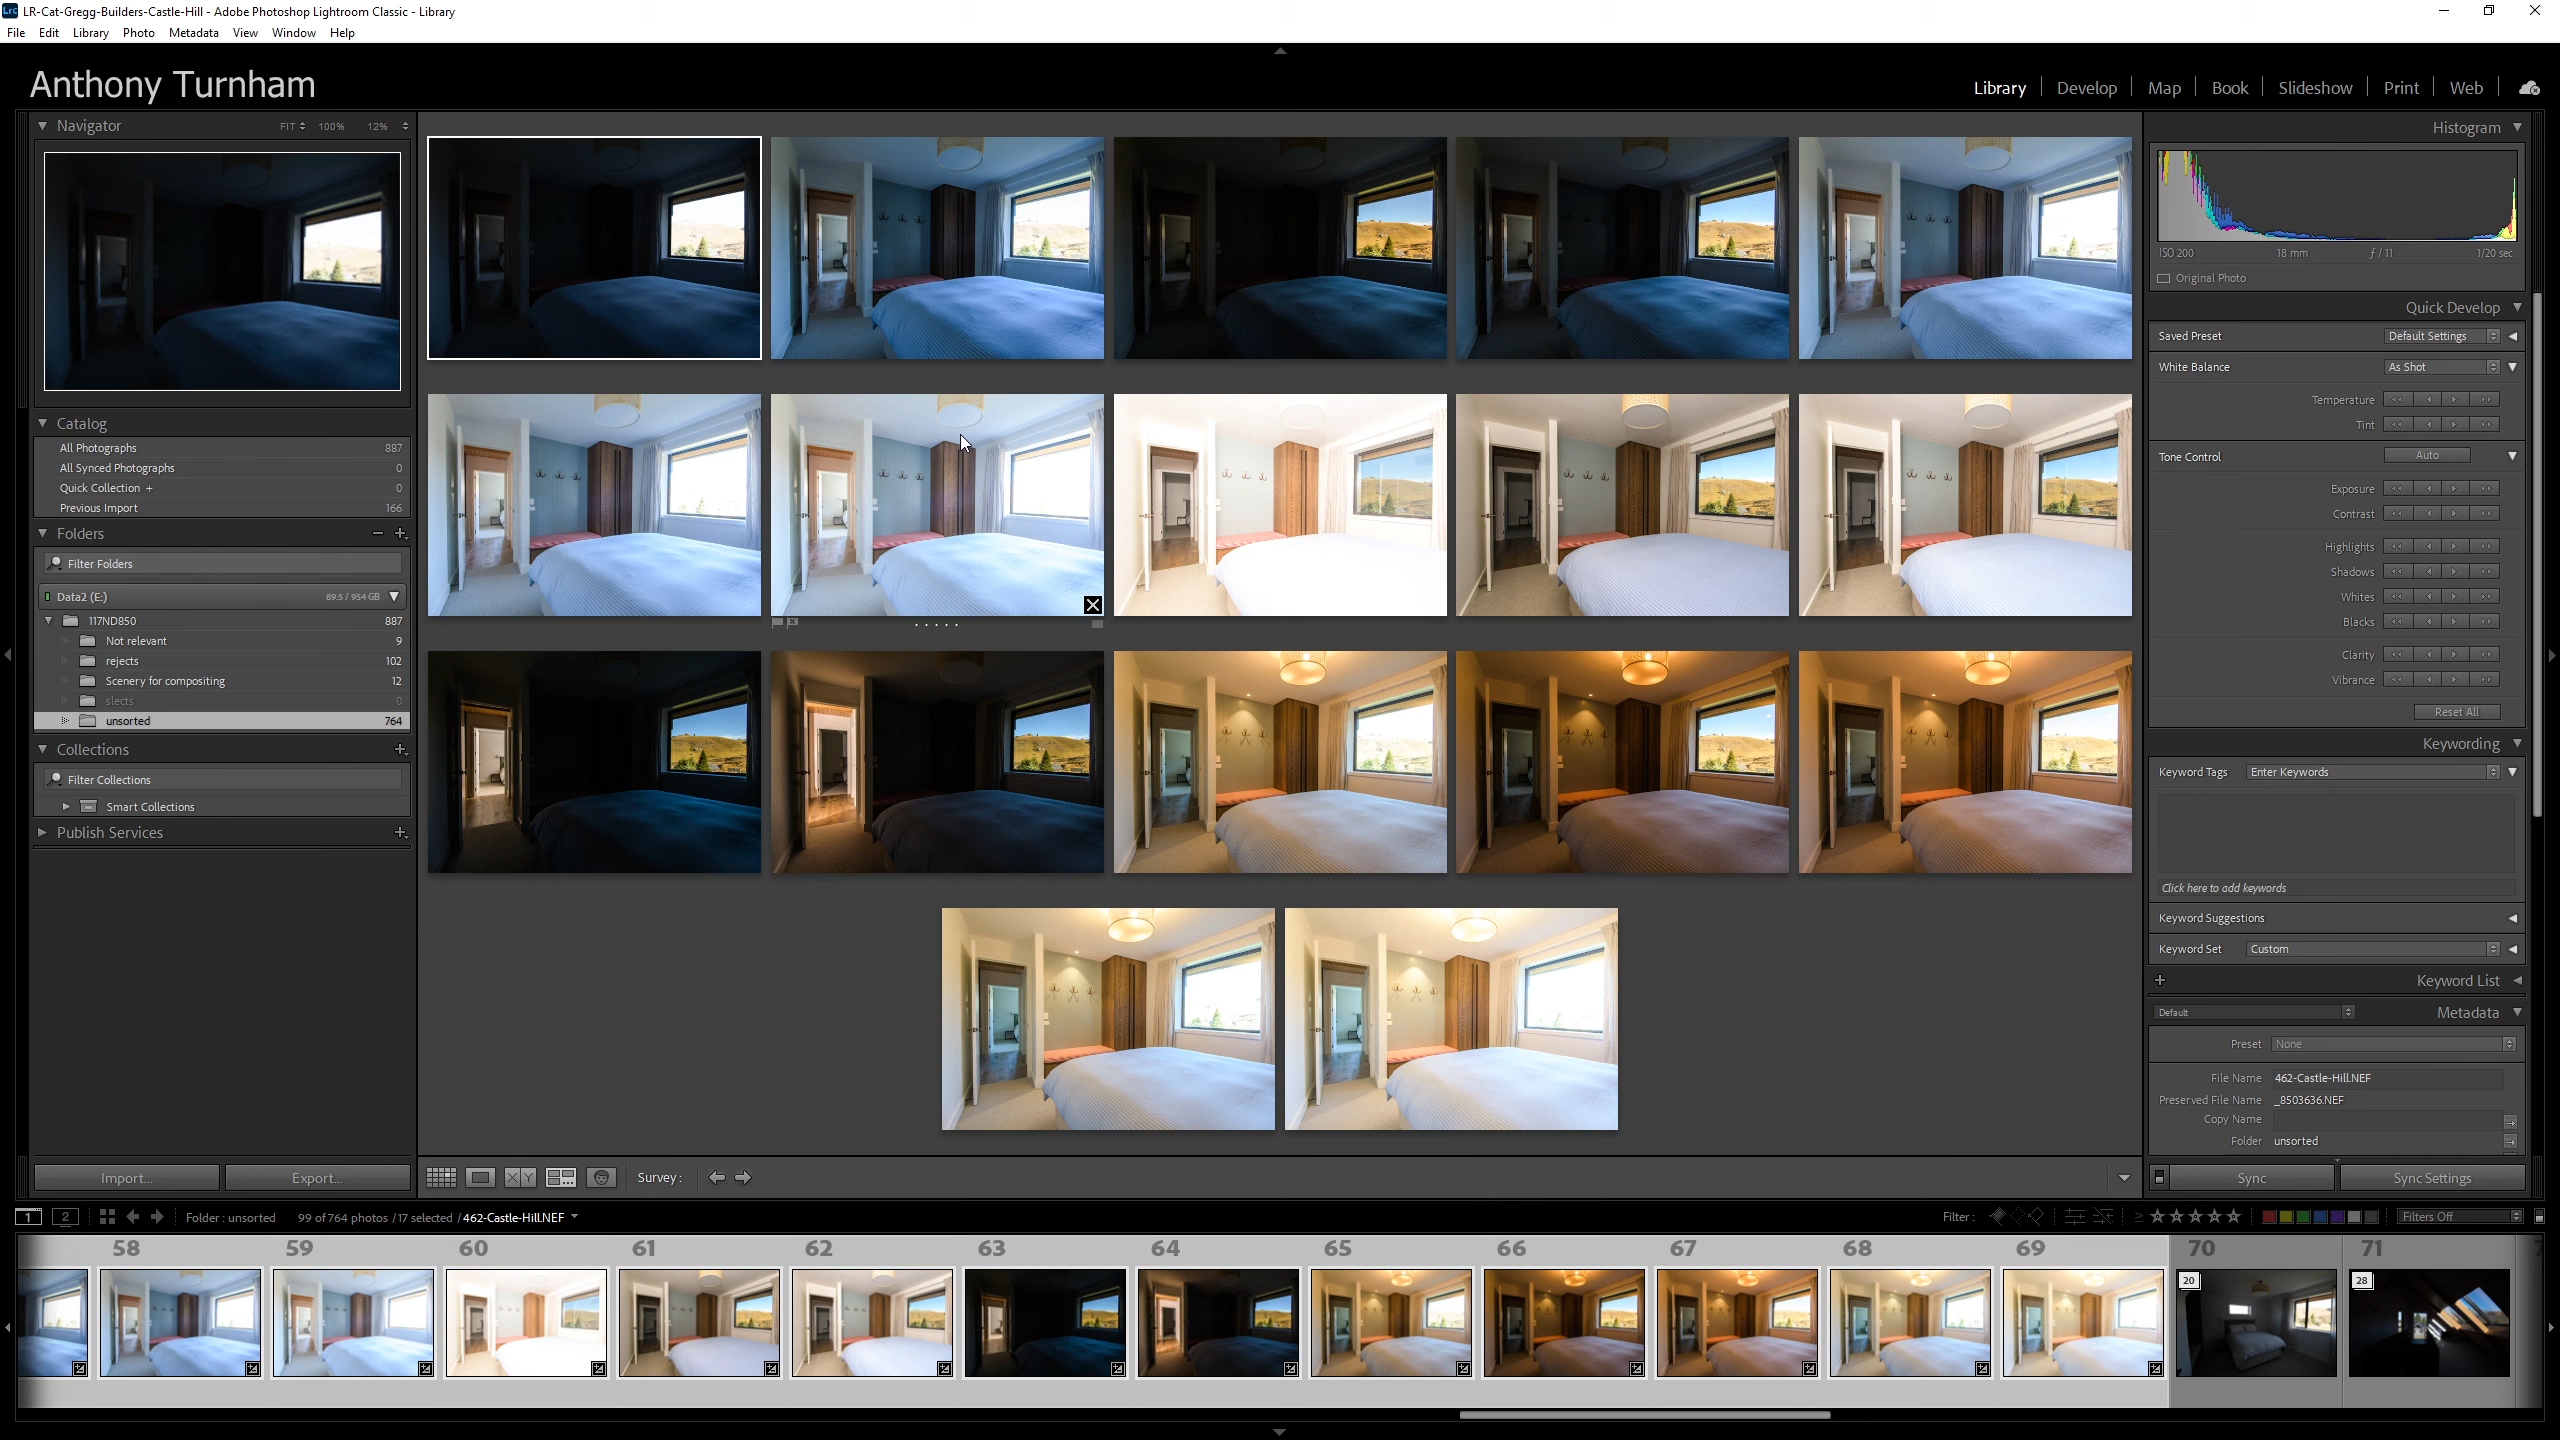 Lrc LR-Cat-Gregg-Builders-Castle-Hill - Adobe Photoshop Lightroom Classic - Library
File Edit Library Photo Metadata View Window Help
Anthony Turnham
Library Develop Map Book Slideshow Print Web
Navigator FIT 100% 12%
Catalog
All Photographs 887
All Synced Photographs 0
Quick Collection + 0
Previous Import 166
Folders
Filter Folders
Data2 (E:) 89.5 / 954 GB
117ND850 887
Not relevant 9
rejects 102
Scenery for compositing 12
slects 0
unsorted 764
Collections
Filter Collections
Smart Collections
Publish Services
Import... Export...
Survey :
Histogram
ISO 200 18 mm ƒ / 11 1/20 sec
Original Photo
Quick Develop
Saved Preset Default Settings
White Balance As Shot
Temperature
Tint
Tone Control Auto
Exposure
Contrast
Highlights
Shadows
Whites
Blacks
Clarity
Vibrance
Reset All
Keywording
Keyword Tags Enter Keywords
Click here to add keywords
Keyword Suggestions
Keyword Set Custom
Keyword List
Default Metadata
Preset None
File Name 462-Castle-Hill.NEF
Preserved File Name _8503636.NEF
Copy Name
Folder unsorted
Sync Sync Settings
1 2 Folder : unsorted 99 of 764 photos / 17 selected / 462-Castle-Hill.NEF Filter : Filters Off
58 59 60 61 62 63 64 65 66 67 68 69 70 71
20 28